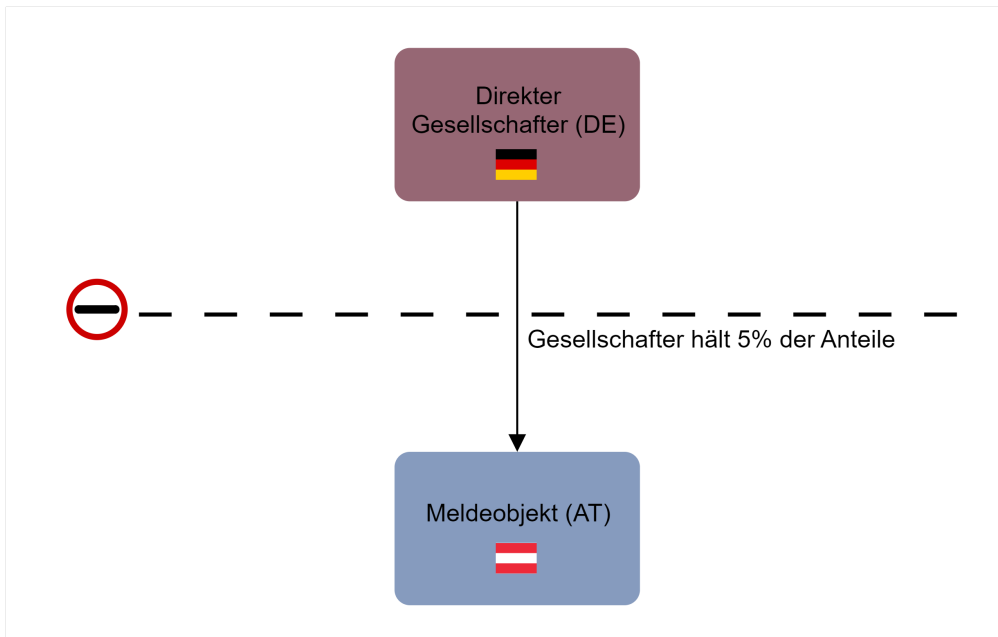 Direkter
Gesellschafter (DE)
Gesellschafter hält 5% der Anteile
Meldeobjekt (AT)